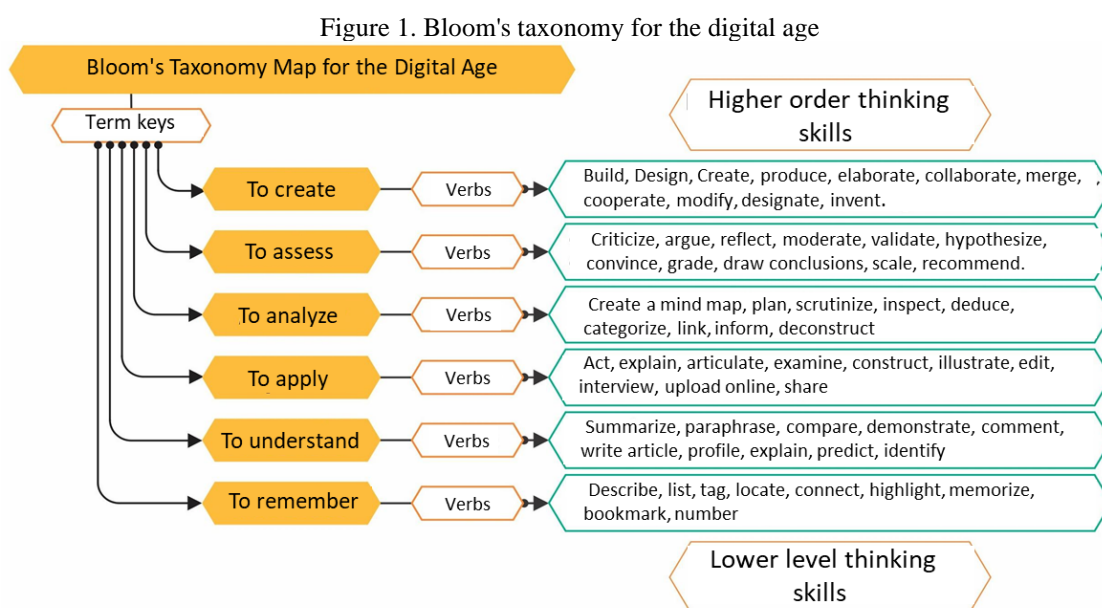 Figure 1. Bloom's taxonomy for the digital age
Bloom's Taxonomy Map for the Digital Age
Term keys
Higher order thinking
skills
To create
Verbs
Build, Design, Create, produce, elaborate, collaborate, merge, ,
cooperate, modify, designate, invent.
To assess
Verbs
Criticize, argue, reflect, moderate, validate, hypothesize,
convince, grade, draw conclusions, scale, recommend.
To analyze
Verbs
Create a mind map, plan, scrutinize, inspect, deduce,
categorize, link, inform, deconstruct
To apply
Verbs
Act, explain, articulate, examine, construct, illustrate, edit,
interview, upload online, share
To understand
Verbs
Summarize, paraphrase, compare, demonstrate, comment,
write article, profile, explain, predict, identify
To remember
Verbs
Describe, list, tag, locate, connect, highlight, memorize,
bookmark, number
Lower level thinking
skills